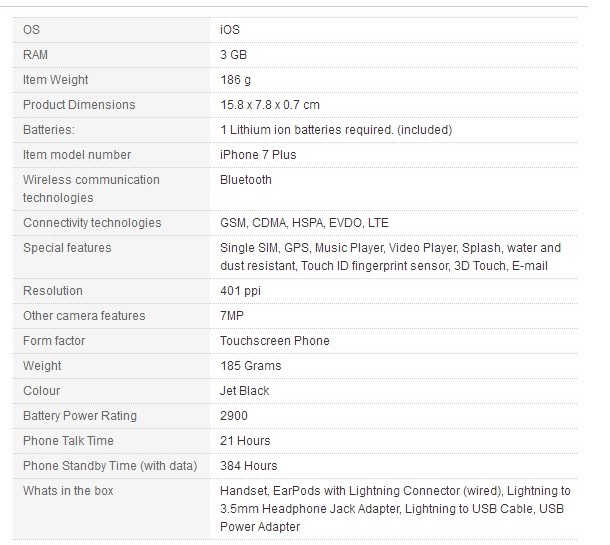 OS iOS
RAM 3 GB
Item Weight 186 g
Product Dimensions 15.8 x 7.8 x 0.7 cm
Batteries: 1 Lithium ion batteries required. (included)
Item model number iPhone 7 Plus
Wireless communication Bluetooth
technologies
Connectivity technologies GSM, CDMA, HSPA, EVDO, LTE
Special features Single SIM, GPS, Music Player, Video Player, Splash, water and
dust resistant, Touch ID fingerprint sensor, 3D Touch, E-mail
Resolution 401 ppi
Other camera features 7MP
Form factor Touchscreen Phone
Weight 185 Grams
Colour Jet Black
Battery Power Rating 2900
Phone Talk Time 21 Hours
Phone Standby Time (with data) 384 Hours
Whats in the box Handset, EarPods with Lightning Connector (wired), Lightning to
3.5mm Headphone Jack Adapter, Lightning to USB Cable, USB
Power Adapter